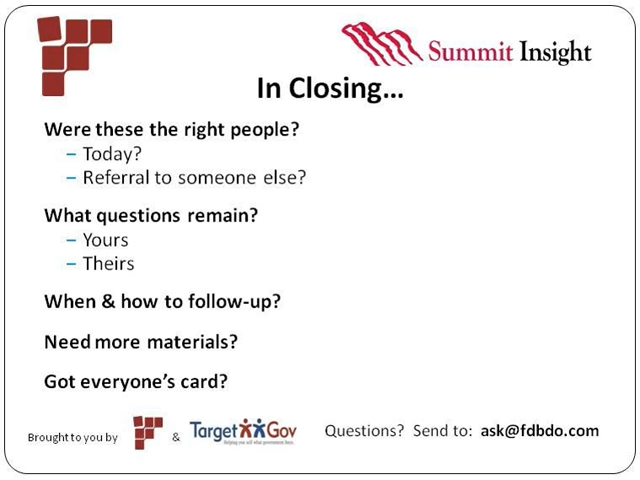 Summit Insight
In Closing...
Were these the right people?
– Today?
– Referral to someone else?
What questions remain?
– Yours
– Theirs
When & how to follow-up?
Need more materials?
Got everyone's card?
Brought to you by & TargetGov Questions? Send to: ask@fdbdo.com
Helping you sell what government buys.